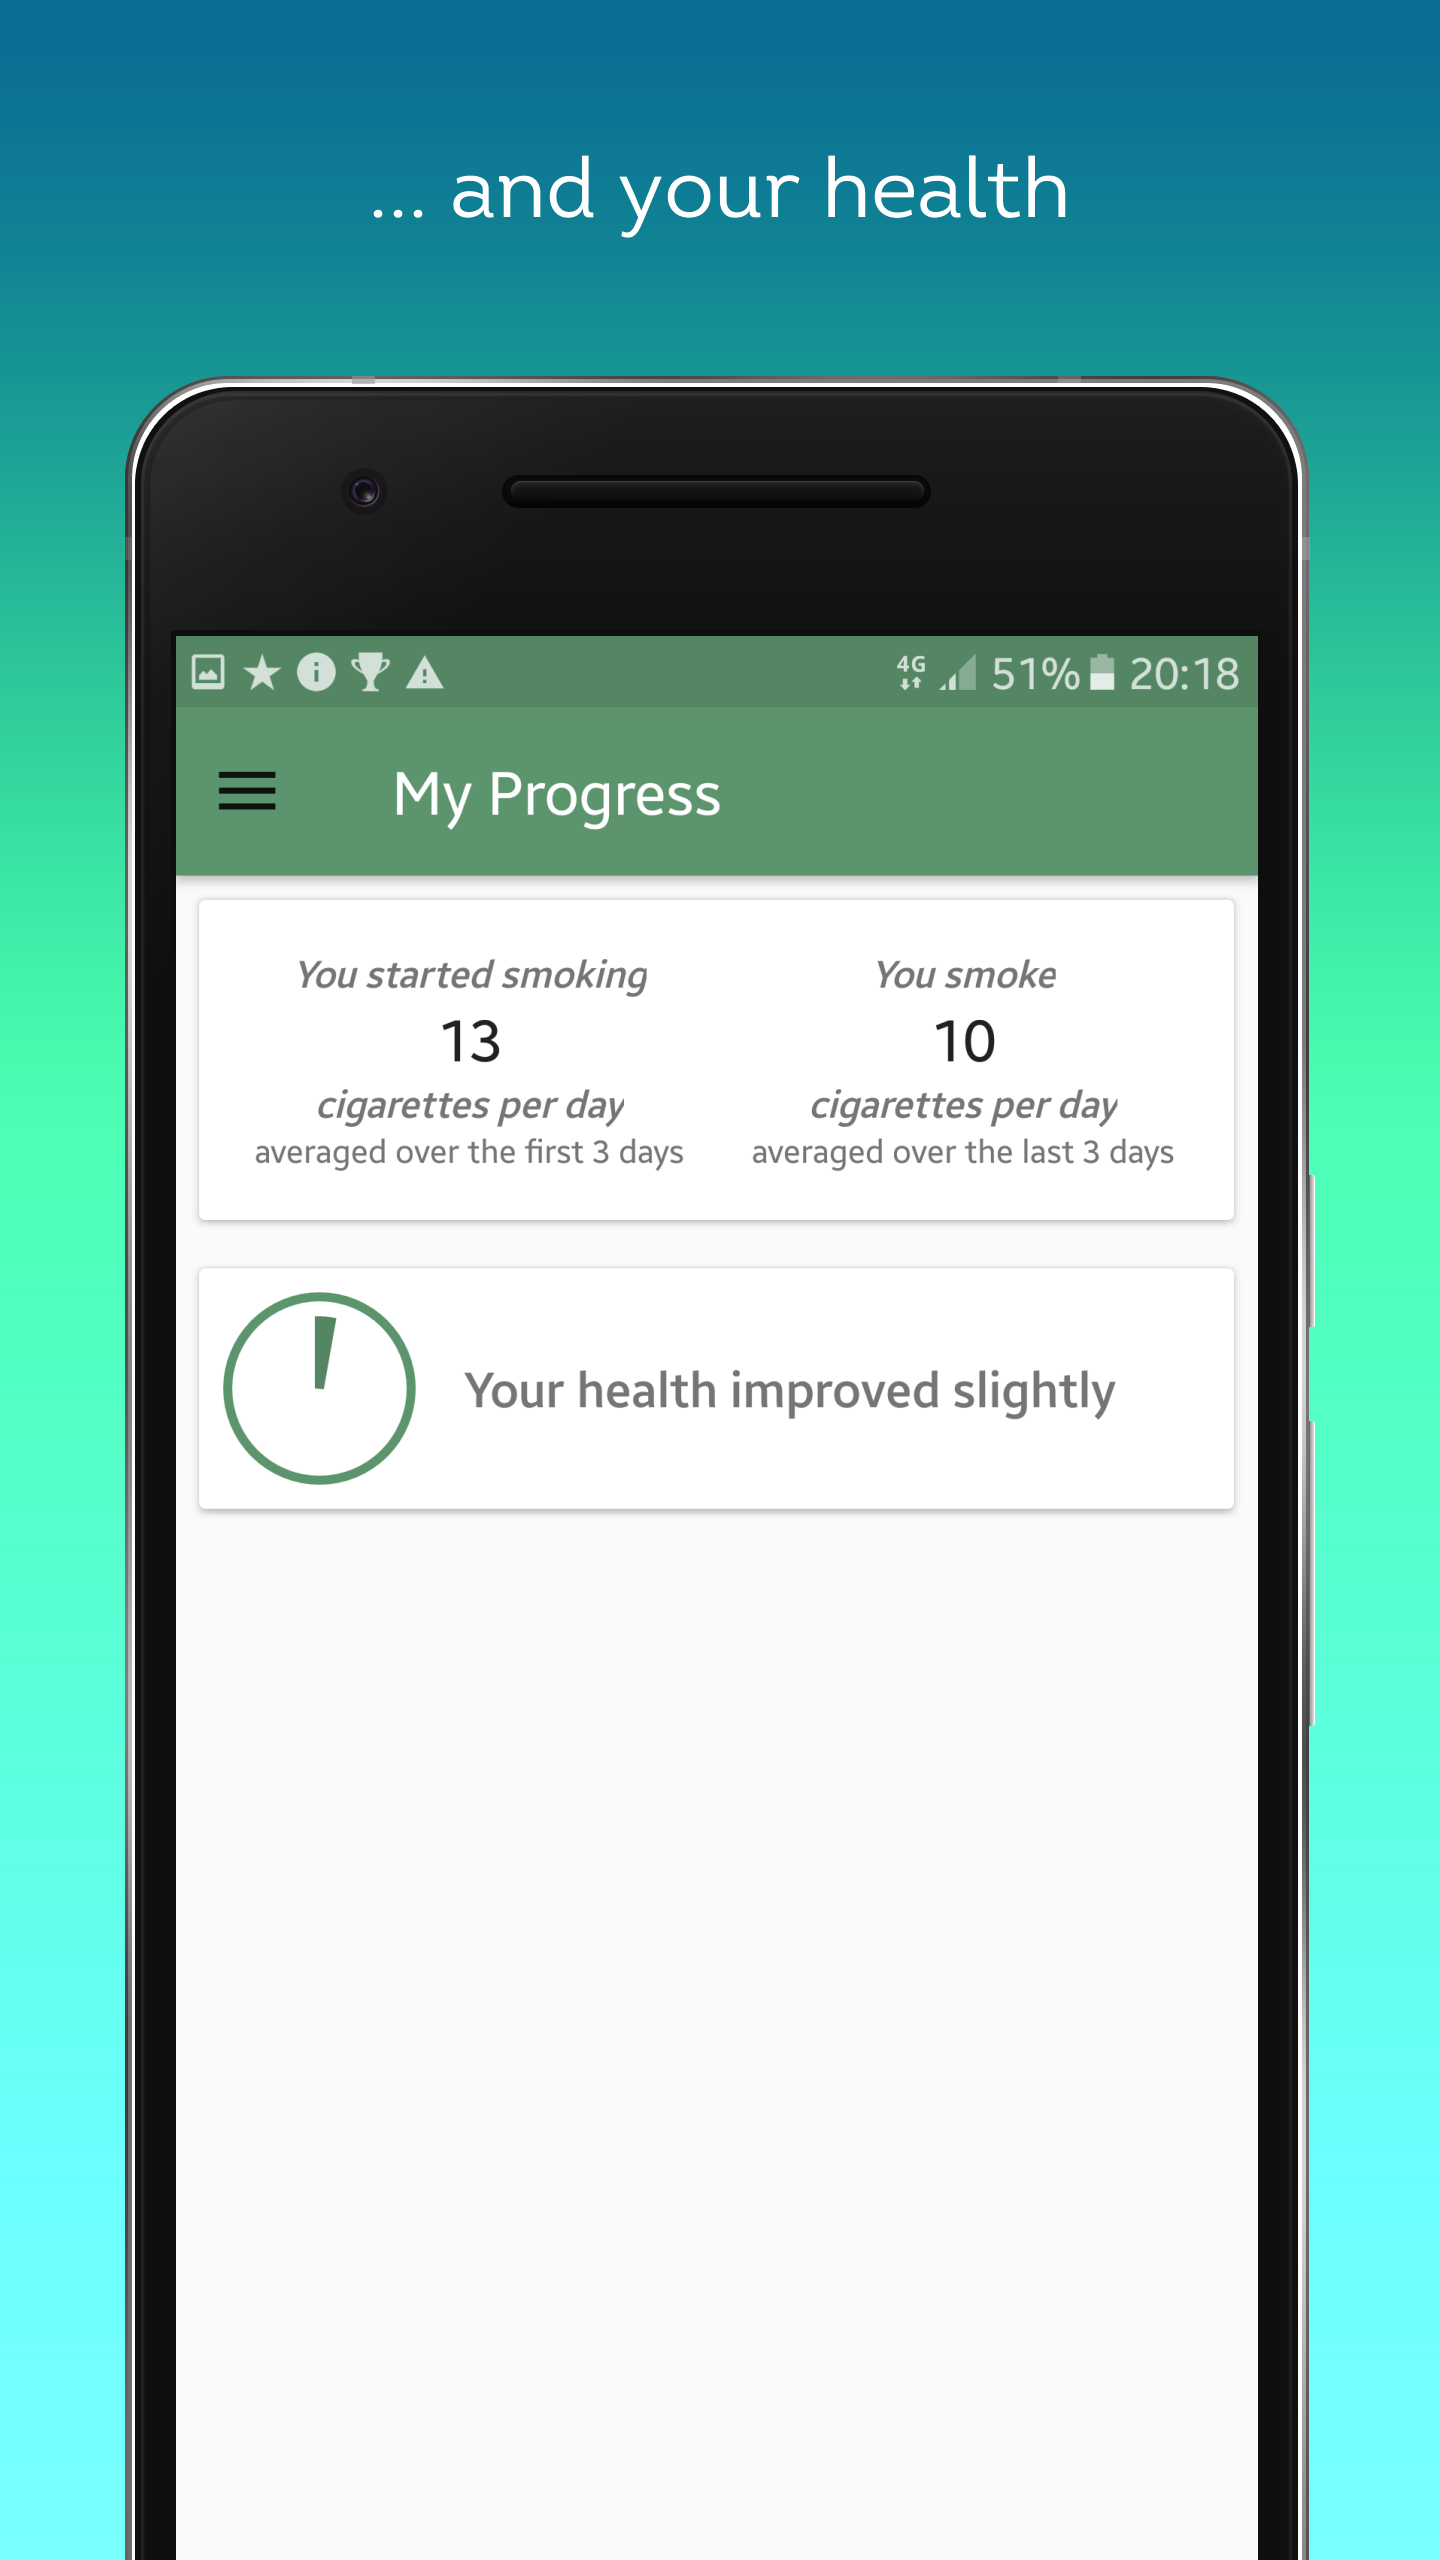 ... and your health
4G 51% 20:18
My Progress
You started smoking
13
cigarettes per day
averaged over the first 3 days
You smoke
10
cigarettes per day
averaged over the last 3 days
Your health improved slightly